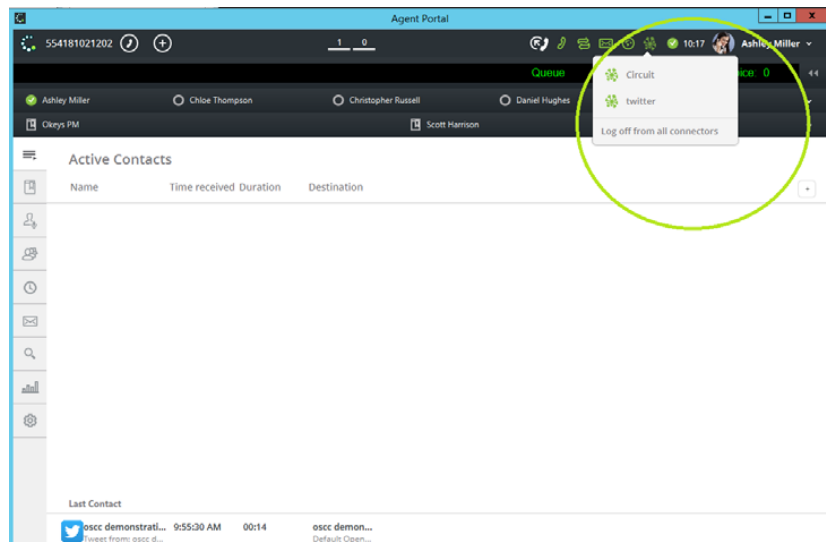 Agent Portal
554181021202
1 0
10:17 Ashley Miller
Queue
oice: 0
Circuit
twitter
Log off from all connectors
Ashley Miller Chloe Thompson Christopher Russell Daniel Hughes
Okeys PM Scott Harrison
Active Contacts
Name Time received Duration Destination
Last Contact
oscc demonstrati... 9:55:30 AM 00:14 oscc demon...
Tweet from: oscc d... Default Open...